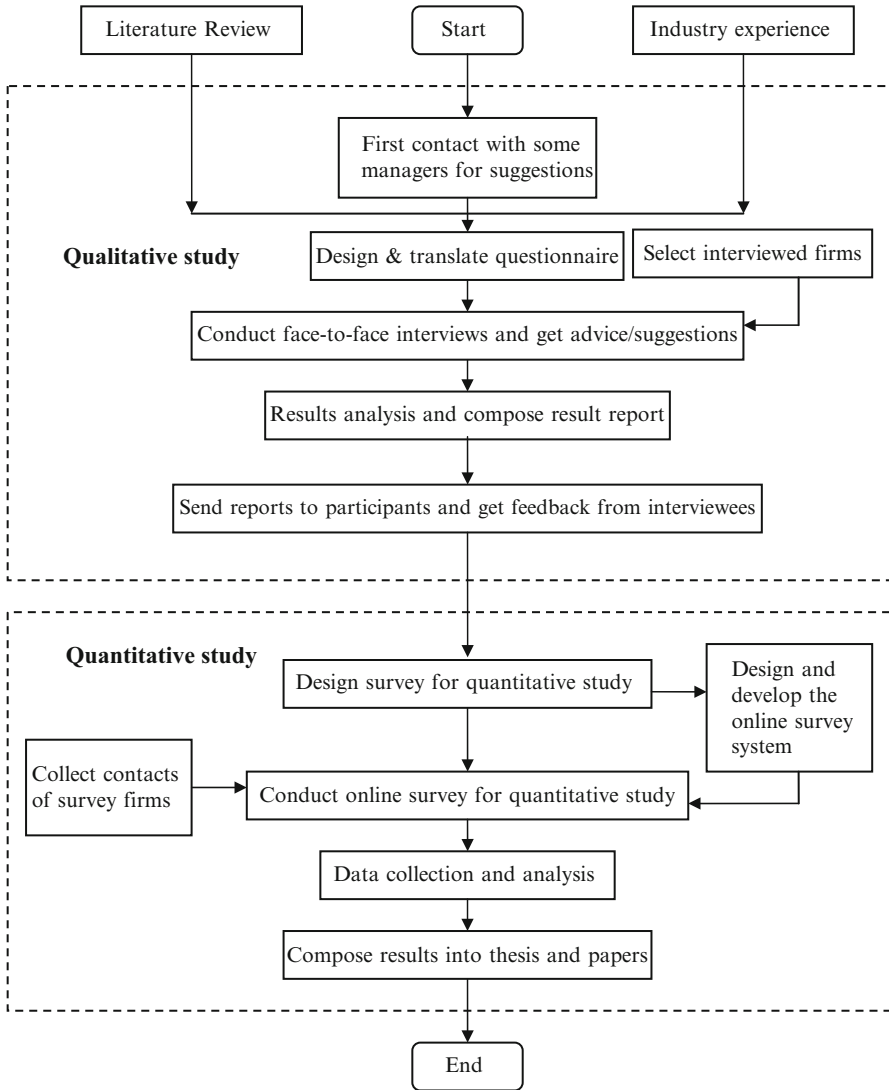 Literature Review
Start
Industry experience
First contact with some
managers for suggestions
Qualitative study
Design & translate questionnaire
Select interviewed firms
Conduct face-to-face interviews and get advice/suggestions
Results analysis and compose result report
Send reports to participants and get feedback from interviewees
Quantitative study
Design survey for quantitative study
Design and
develop the
online survey
system
Collect contacts
of survey firms
Conduct online survey for quantitative study
Data collection and analysis
Compose results into thesis and papers
End